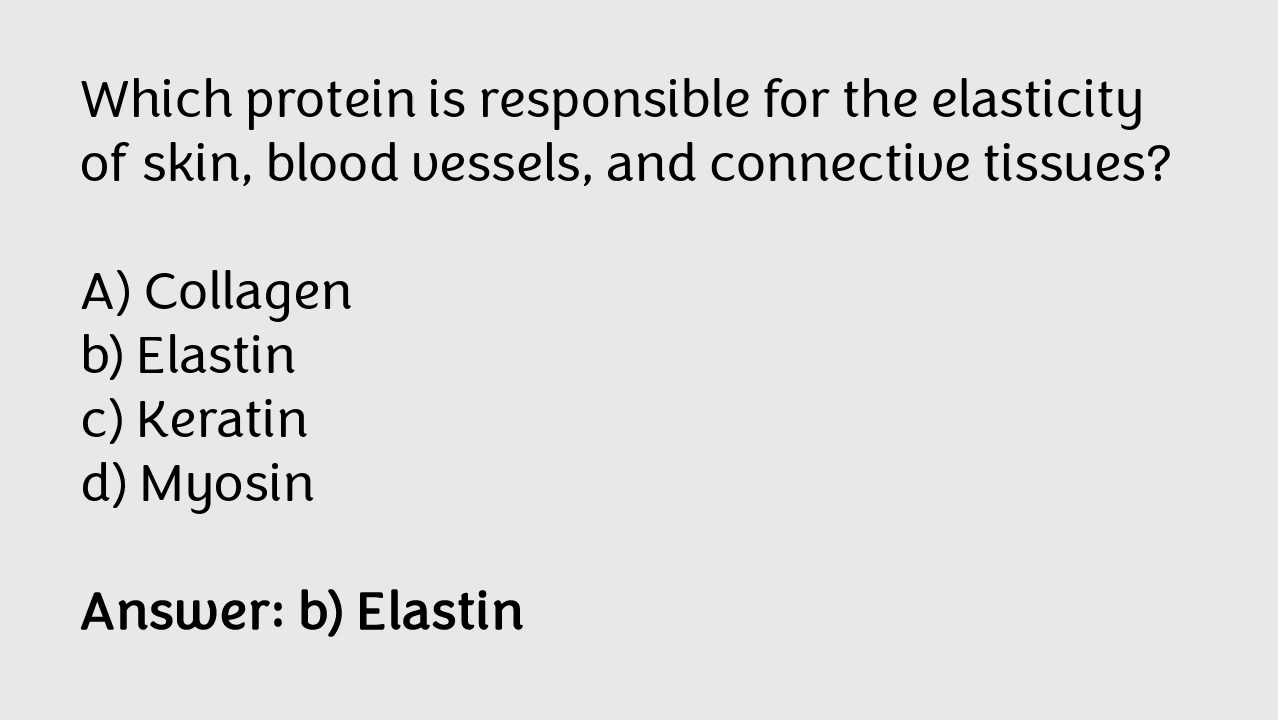 Which protein is responsible for the elasticity
of skin, blood vessels, and connective tissues?
A) Collagen
b) Elastin
c) Keratin
d) Myosin
Answer: b) Elastin